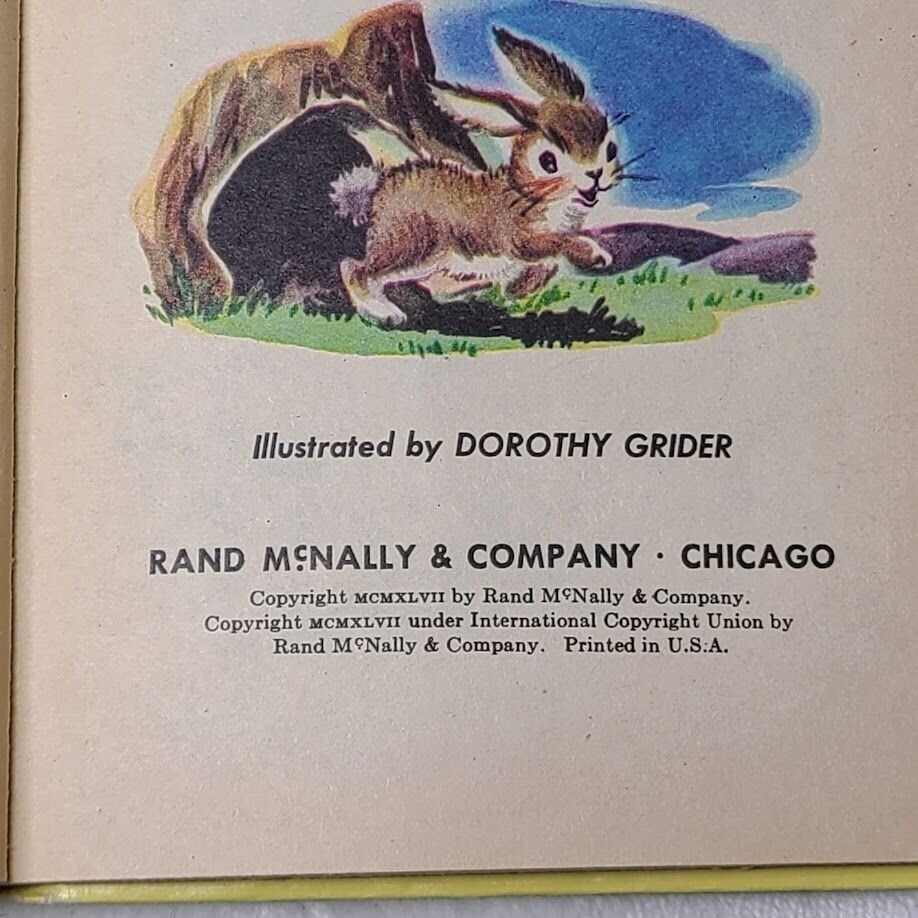 Illustrated by DOROTHY GRIDER
RAND MᶜNALLY & COMPANY · CHICAGO
Copyright MCMXLVII by Rand MᶜNally & Company.
Copyright MCMXLVII under International Copyright Union by
Rand MᶜNally & Company. Printed in U.S.A.